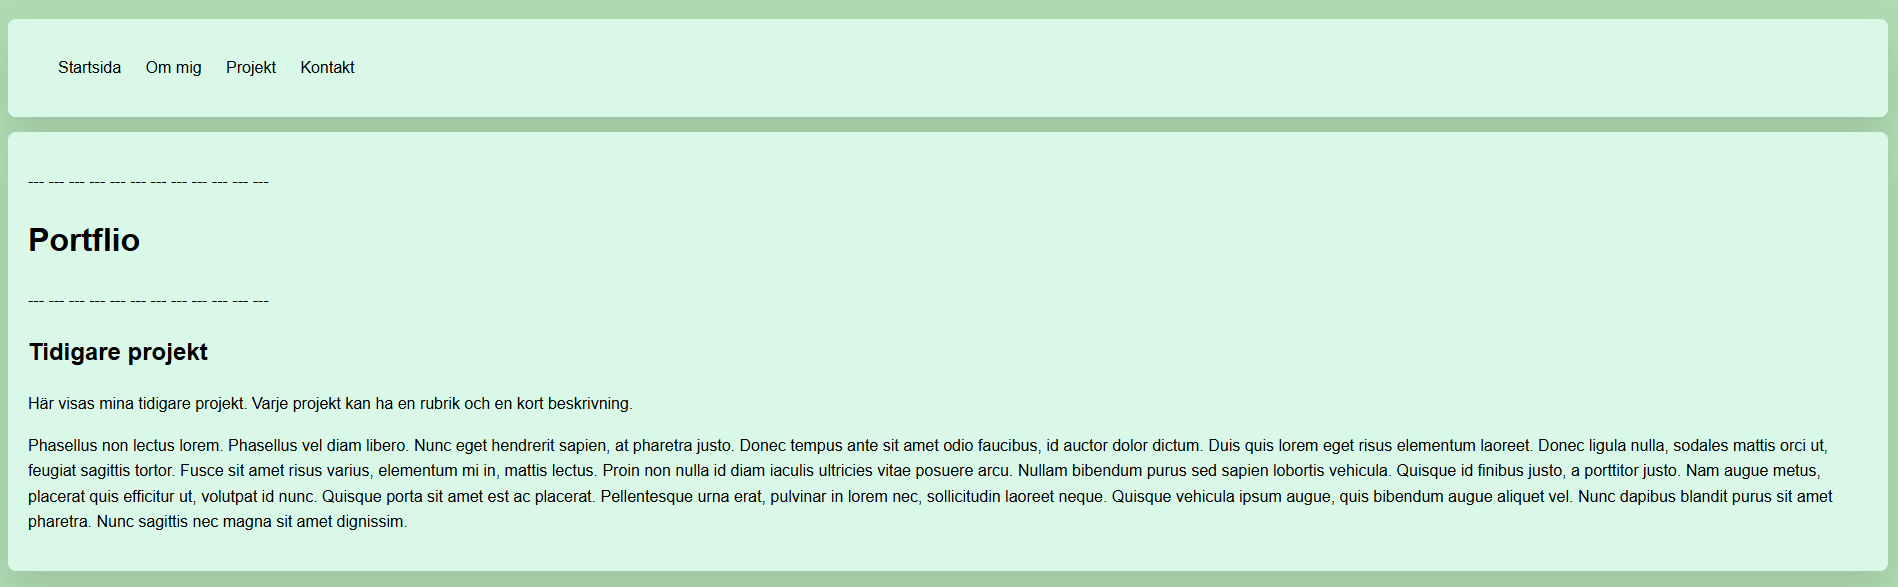 Startsida Om mig Projekt Kontakt
--- --- --- --- --- --- --- --- --- --- --- ---
Portflio
--- --- --- --- --- --- --- --- --- --- --- ---
Tidigare projekt
Här visas mina tidigare projekt. Varje projekt kan ha en rubrik och en kort beskrivning.
Phasellus non lectus lorem. Phasellus vel diam libero. Nunc eget hendrerit sapien, at pharetra justo. Donec tempus ante sit amet odio faucibus, id auctor dolor dictum. Duis quis lorem eget risus elementum laoreet. Donec ligula nulla, sodales mattis orci ut,
feugiat sagittis tortor. Fusce sit amet risus varius, elementum mi in, mattis lectus. Proin non nulla id diam iaculis ultricies vitae posuere arcu. Nullam bibendum purus sed sapien lobortis vehicula. Quisque id finibus justo, a porttitor justo. Nam augue metus,
placerat quis efficitur ut, volutpat id nunc. Quisque porta sit amet est ac placerat. Pellentesque urna erat, pulvinar in lorem nec, sollicitudin laoreet neque. Quisque vehicula ipsum augue, quis bibendum augue aliquet vel. Nunc dapibus blandit purus sit amet
pharetra. Nunc sagittis nec magna sit amet dignissim.